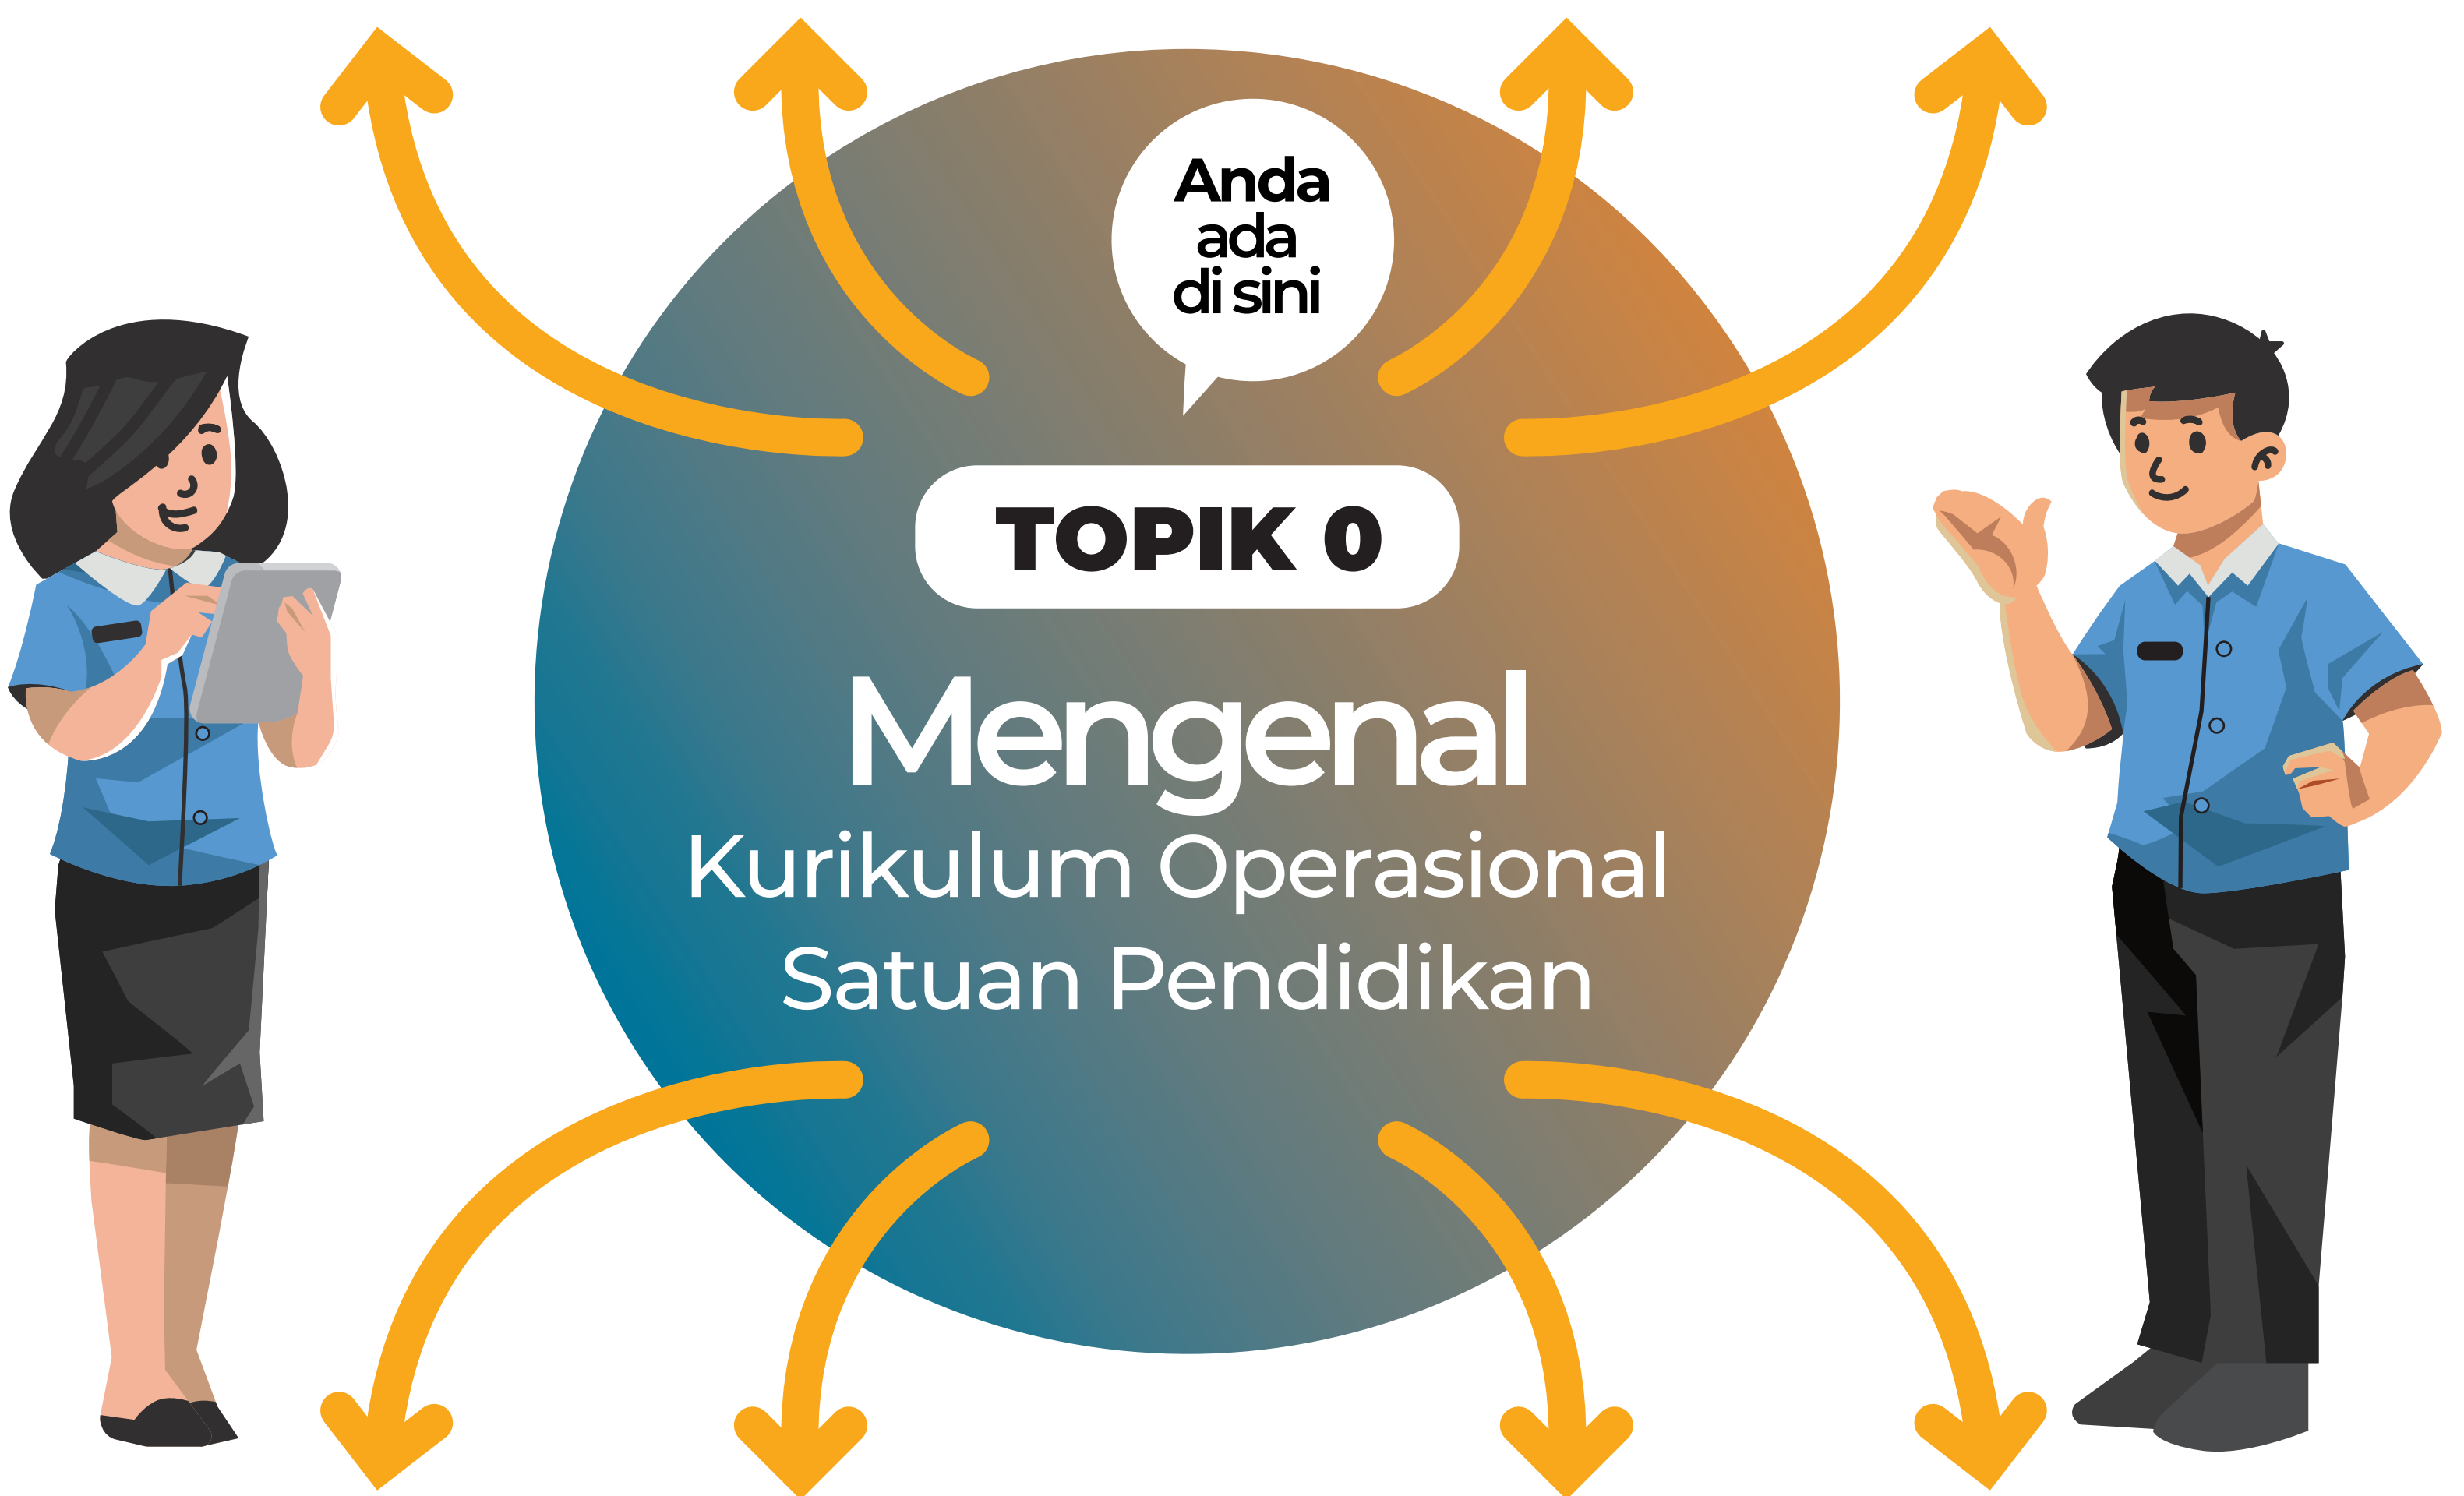 Anda
ada
di sini
TOPIK 0
Mengenal
Kurikulum Operasional
Satuan Pendidikan